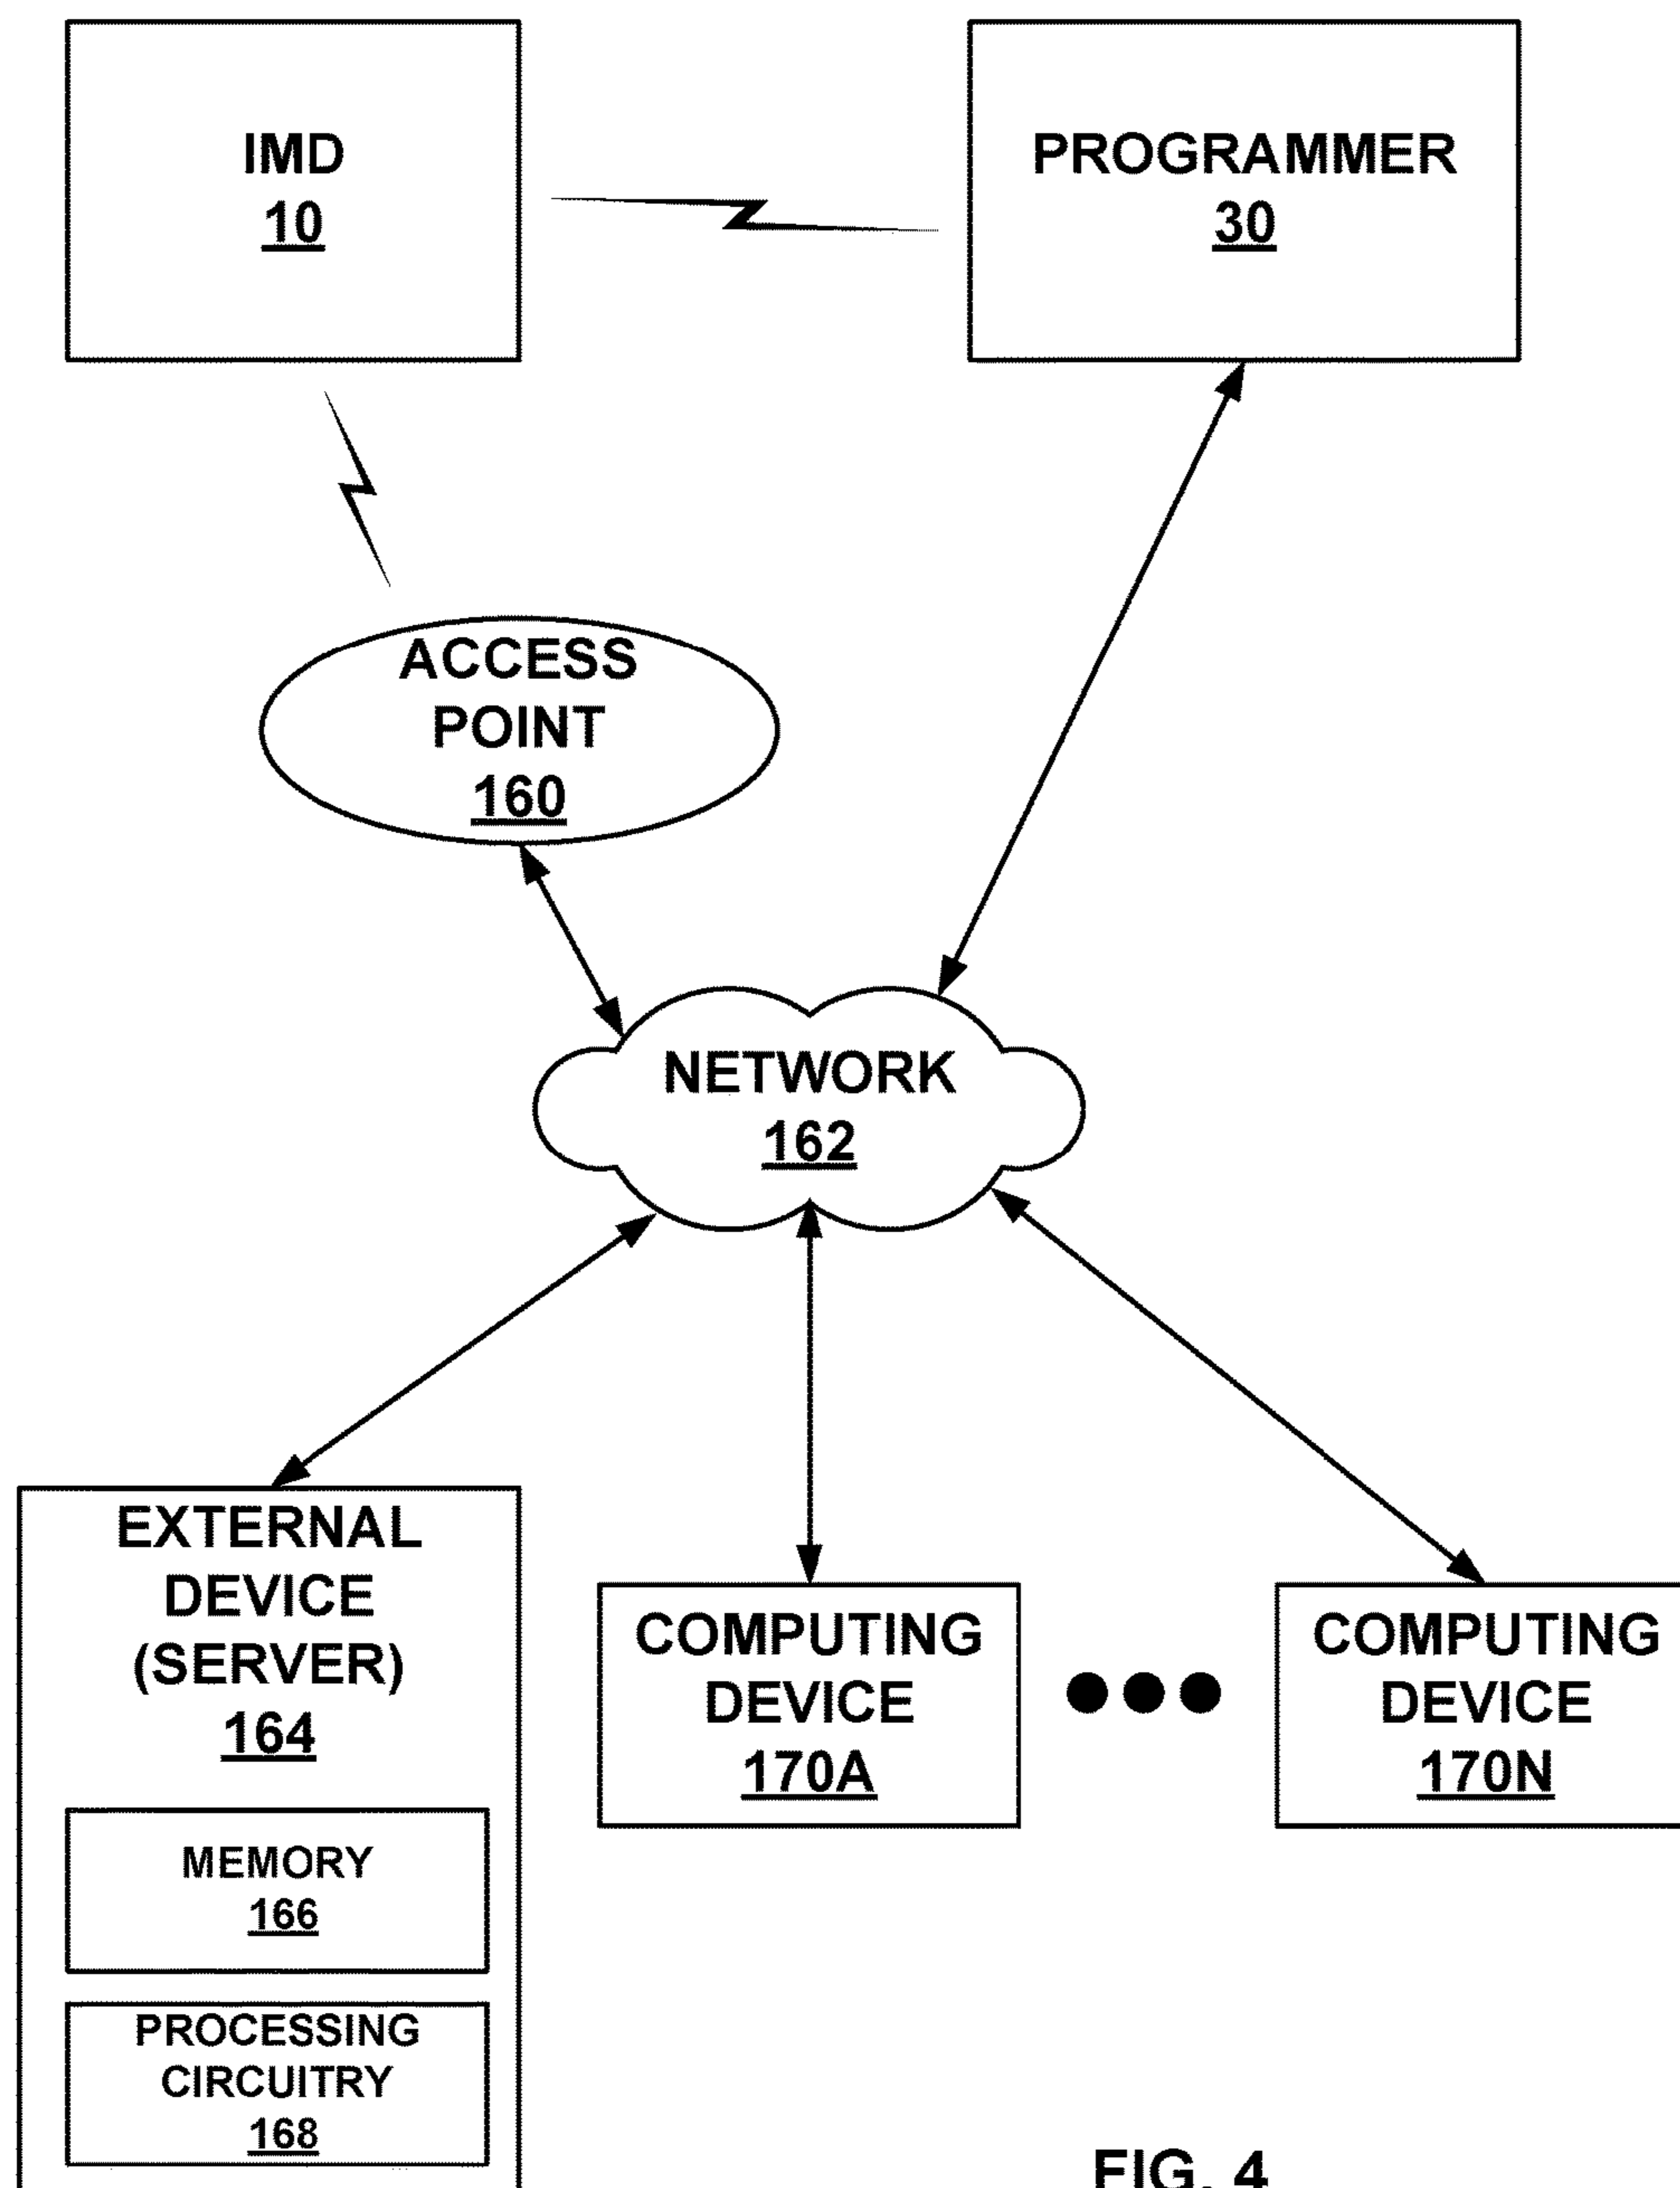 IMD
10
PROGRAMMER
30
ACCESS
POINT
160
NETWORK
162
EXTERNAL
DEVICE
(SERVER)
164
MEMORY
166
PROCESSING
CIRCUITRY
168
COMPUTING
DEVICE
170A
COMPUTING
DEVICE
170N
FIG. 4